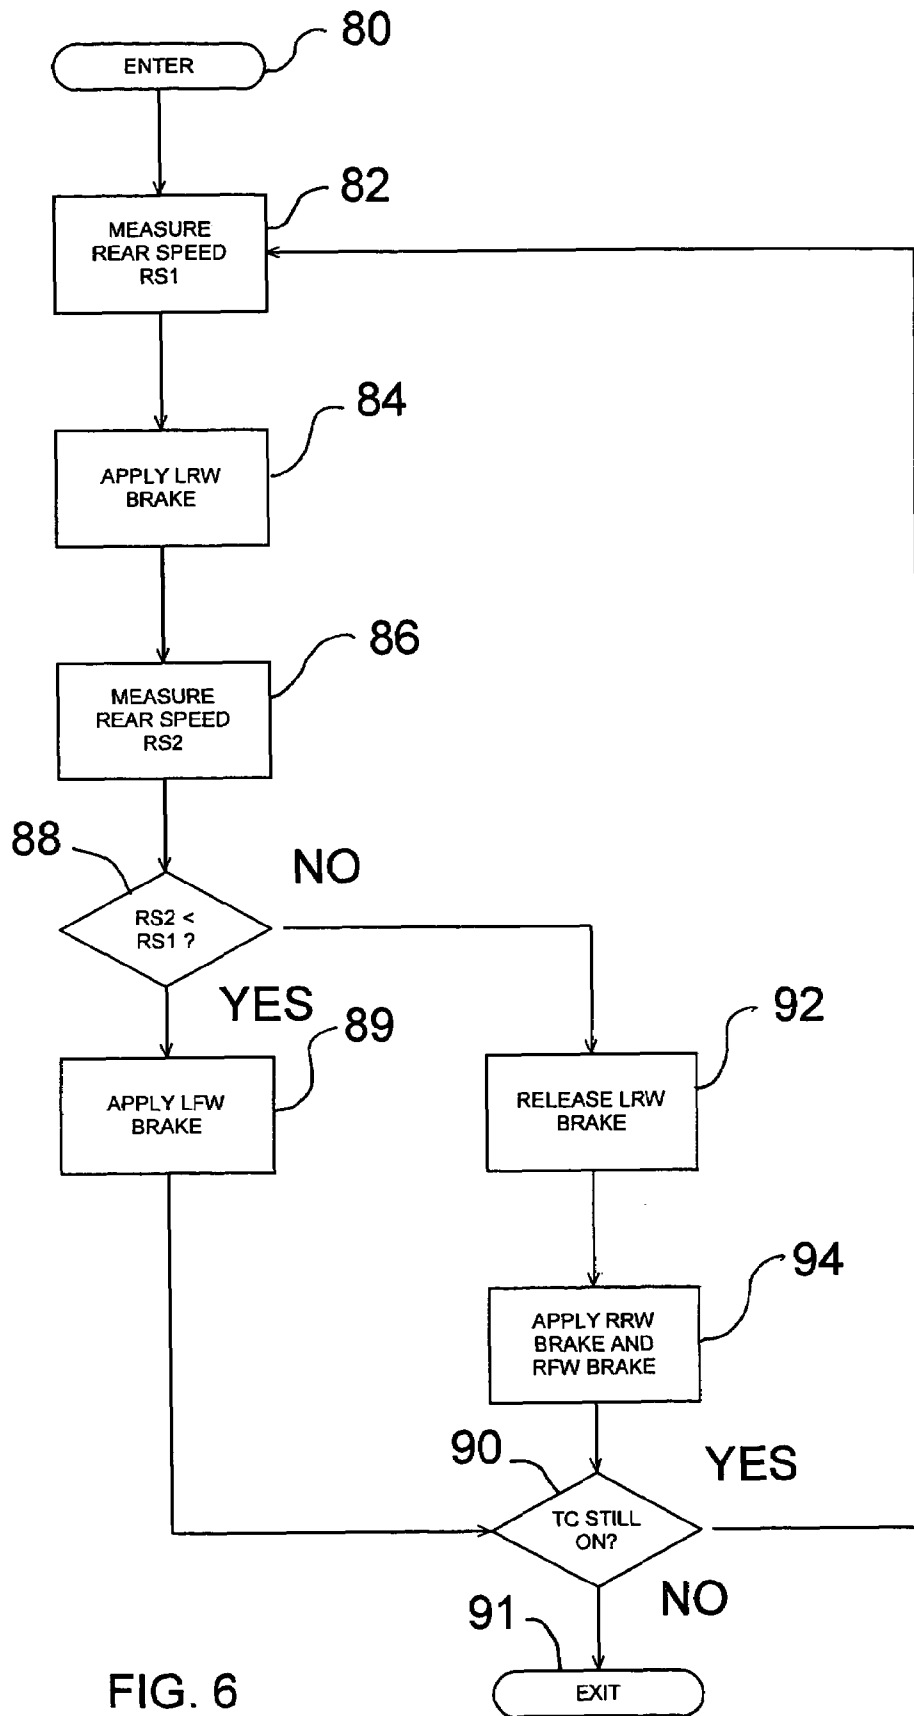 80
ENTER
82
MEASURE
REAR SPEED
RS1
84
APPLY LRW
BRAKE
86
MEASURE
REAR SPEED
RS2
88
NO
RS2 <
RS1 ?
YES
89
92
APPLY LFW
BRAKE
RELEASE LRW
BRAKE
94
APPLY RRW
BRAKE AND
RFW BRAKE
90
YES
TC STILL
ON?
NO
91
EXIT
FIG. 6